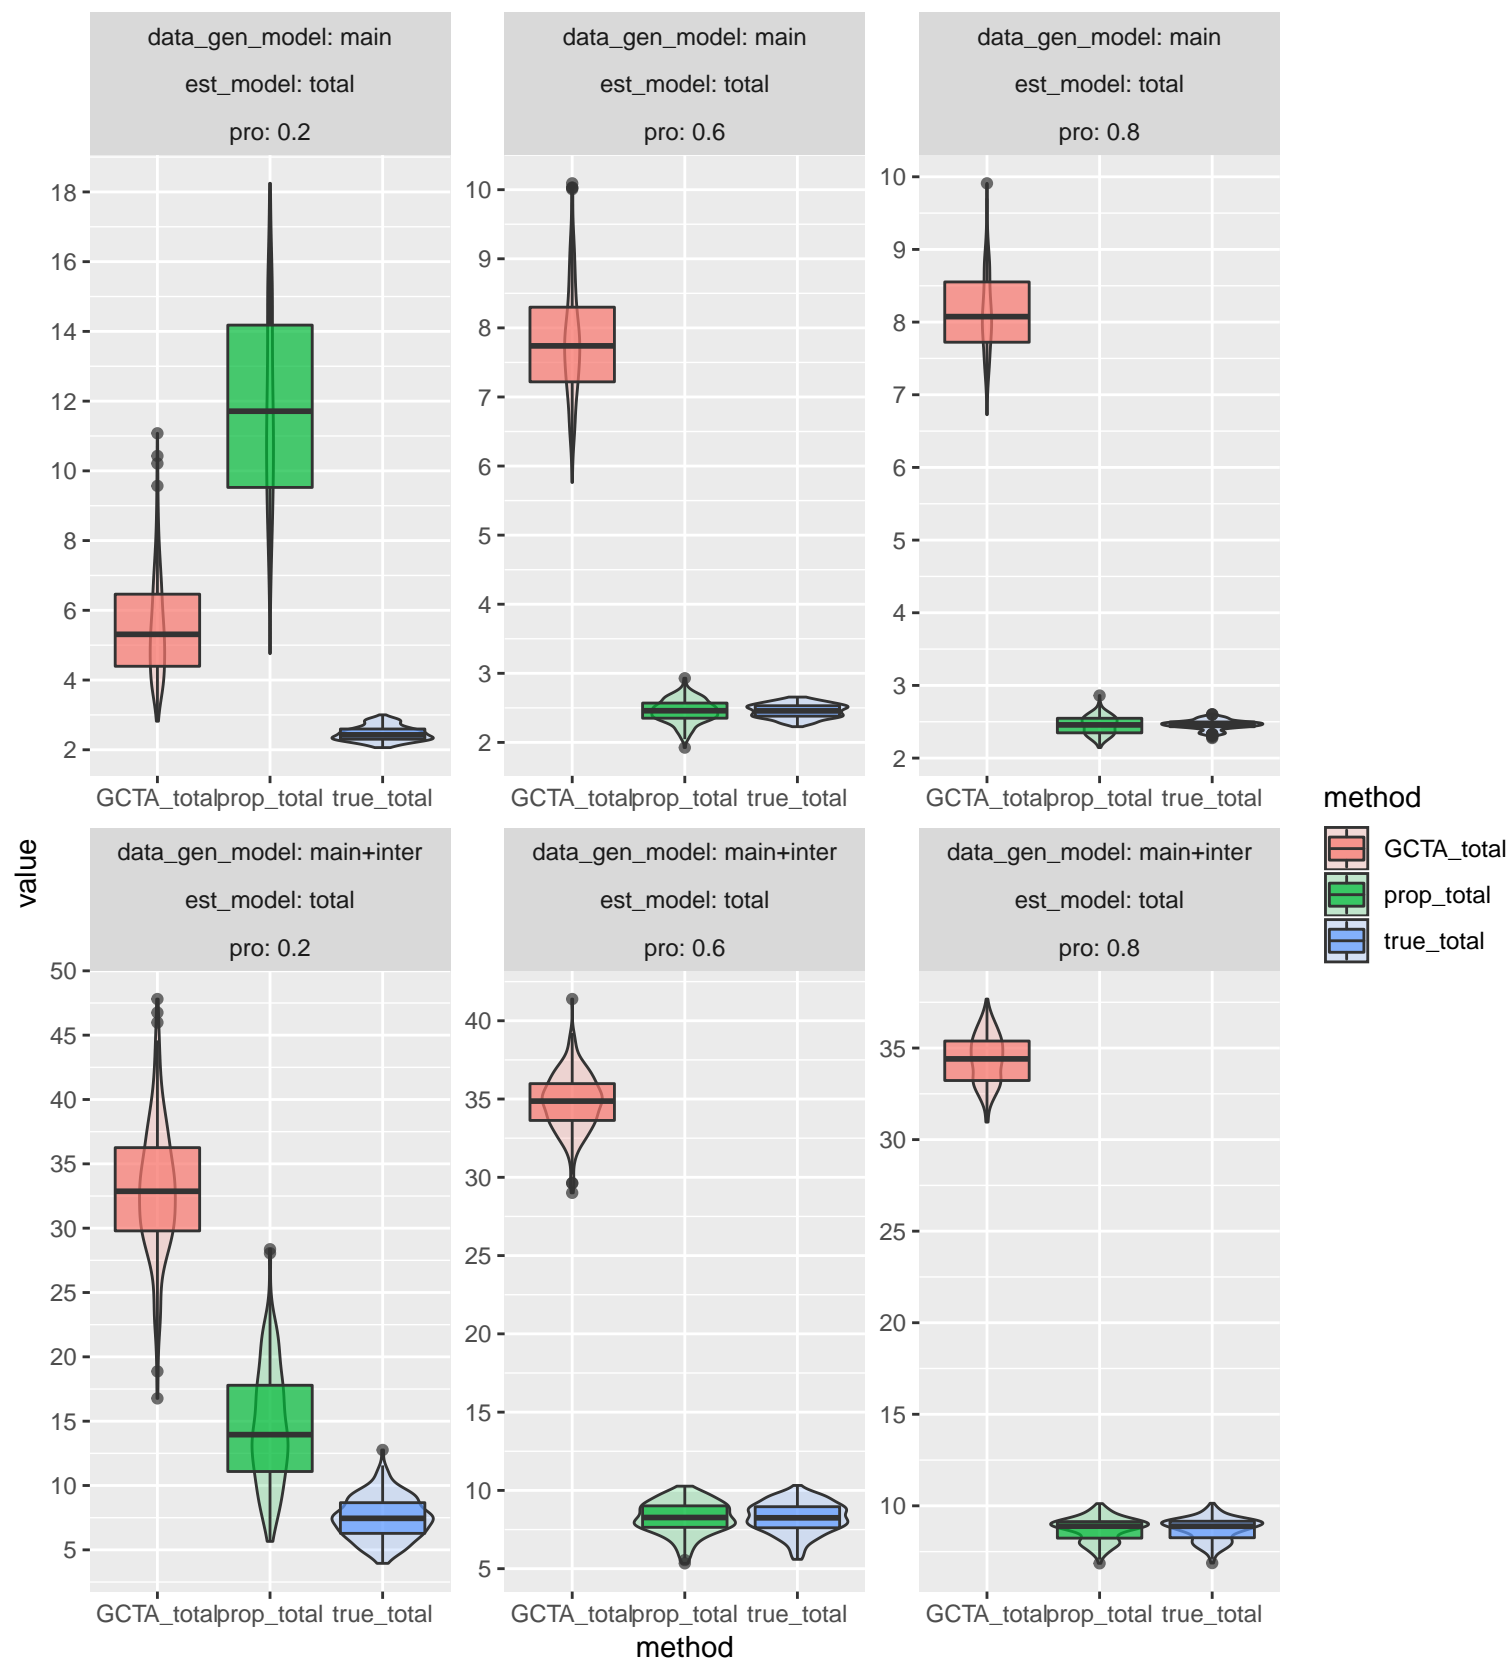 data_gen_model: main
est_model: total
pro: 0.2
data_gen_model: main
est_model: total
pro: 0.6
data_gen_model: main
est_model: total
pro: 0.8
18
16
14
12
10
8
6
4
2
10
9
8
7
6
5
4
3
2
10
9
8
7
6
5
4
3
2
GCTA_total prop_total true_total
GCTA_total prop_total true_total
GCTA_total prop_total true_total
data_gen_model: main+inter
est_model: total
pro: 0.2
data_gen_model: main+inter
est_model: total
pro: 0.6
data_gen_model: main+inter
est_model: total
pro: 0.8
50
45
40
35
30
25
20
15
10
5
40
35
30
25
20
15
10
5
35
30
25
20
15
10
GCTA_total prop_total true_total
GCTA_total prop_total true_total
GCTA_total prop_total true_total
value
method
method
GCTA_total
prop_total
true_total